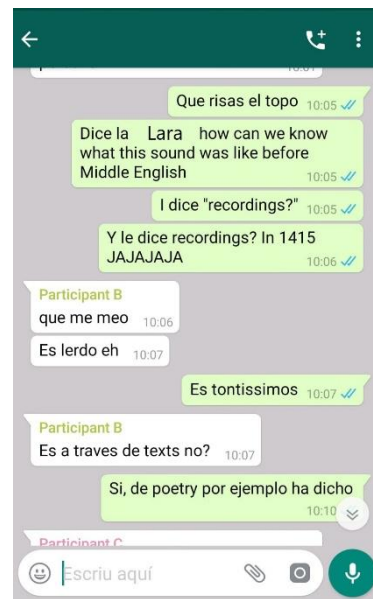 Que risas el topo 10:05
Dice la Lara how can we know
what this sound was like before
Middle English 10:05
I dice "recordings?" 10:05
Y le dice recordings? In 1415
JAJAJAJA 10:06
Participant B
que me meo 10:06
Es lerdo eh 10:07
Es tontissimos 10:07
Participant B
Es a traves de texts no? 10:07
Si, de poetry por ejemplo ha dicho
10:10
Participant C
Escriu aquí